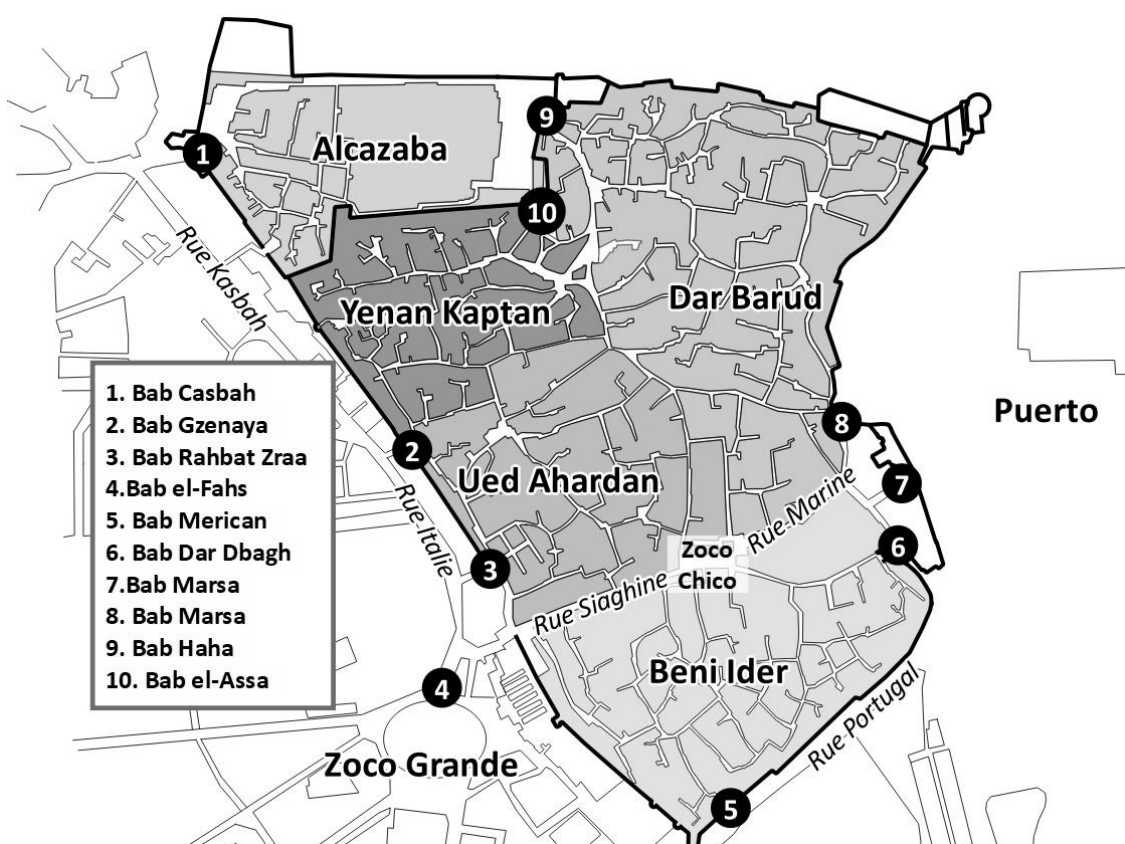 9
1
Alcazaba
10
Rue Kasbah
Yenan Kaptan
Dar Barud
1. Bab Casbah
2. Bab Gzenaya
3. Bab Rahbat Zraa
4.Bab el-Fahs
5. Bab Merican
6. Bab Dar Dbagh
7.Bab Marsa
8. Bab Marsa
9. Bab Haha
10. Bab el-Assa
Puerto
8
2
Ued Ahardan
7
Rue Italie
Rue Marine
6
Zoco
Chico
3
Rue Siaghine
Beni Ider
4
Rue Portugal
Zoco Grande
5